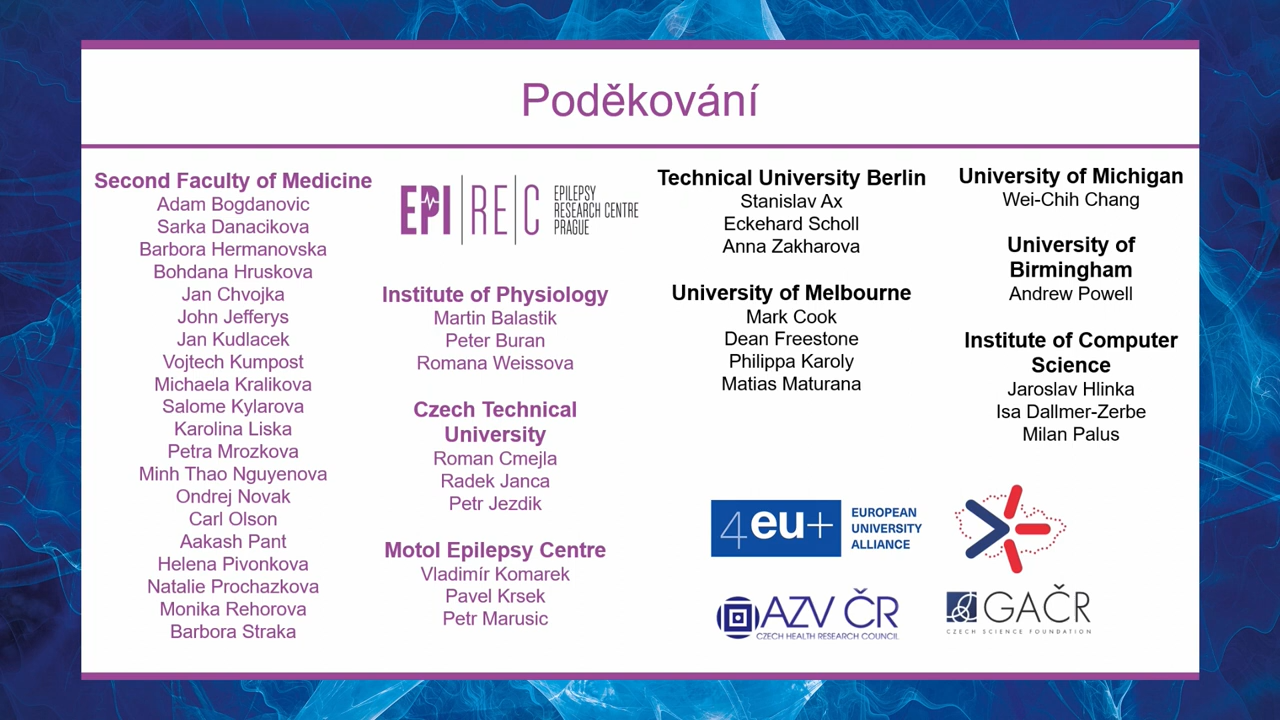 Poděkování
Second Faculty of Medicine
Adam Bogdanovic
Sarka Danacikova
Barbora Hermanovska
Bohdana Hruskova
Jan Chvojka
John Jefferys
Jan Kudlacek
Vojtech Kumpost
Michaela Kralikova
Salome Kylarova
Karolina Liska
Petra Mrozkova
Minh Thao Nguyenova
Ondrej Novak
Carl Olson
Aakash Pant
Helena Pivonkova
Natalie Prochazkova
Monika Rehorova
Barbora Straka
EPI RE C
EPILEPSY
RESEARCH CENTRE
PRAGUE
Institute of Physiology
Martin Balastik
Peter Buran
Romana Weissova
Czech Technical
University
Roman Cmejla
Radek Janca
Petr Jezdik
Motol Epilepsy Centre
Vladimír Komarek
Pavel Krsek
Petr Marusic
Technical University Berlin
Stanislav Ax
Eckehard Scholl
Anna Zakharova
University of Melbourne
Mark Cook
Dean Freestone
Philippa Karoly
Matias Maturana
University of Michigan
Wei-Chih Chang
University of
Birmingham
Andrew Powell
Institute of Computer
Science
Jaroslav Hlinka
Isa Dallmer-Zerbe
Milan Palus
4eu+
EUROPEAN
UNIVERSITY
ALLIANCE
AZV ČR
CZECH HEALTH RESEARCH COUNCIL
GAČR
CZECH SCIENCE FOUNDATION